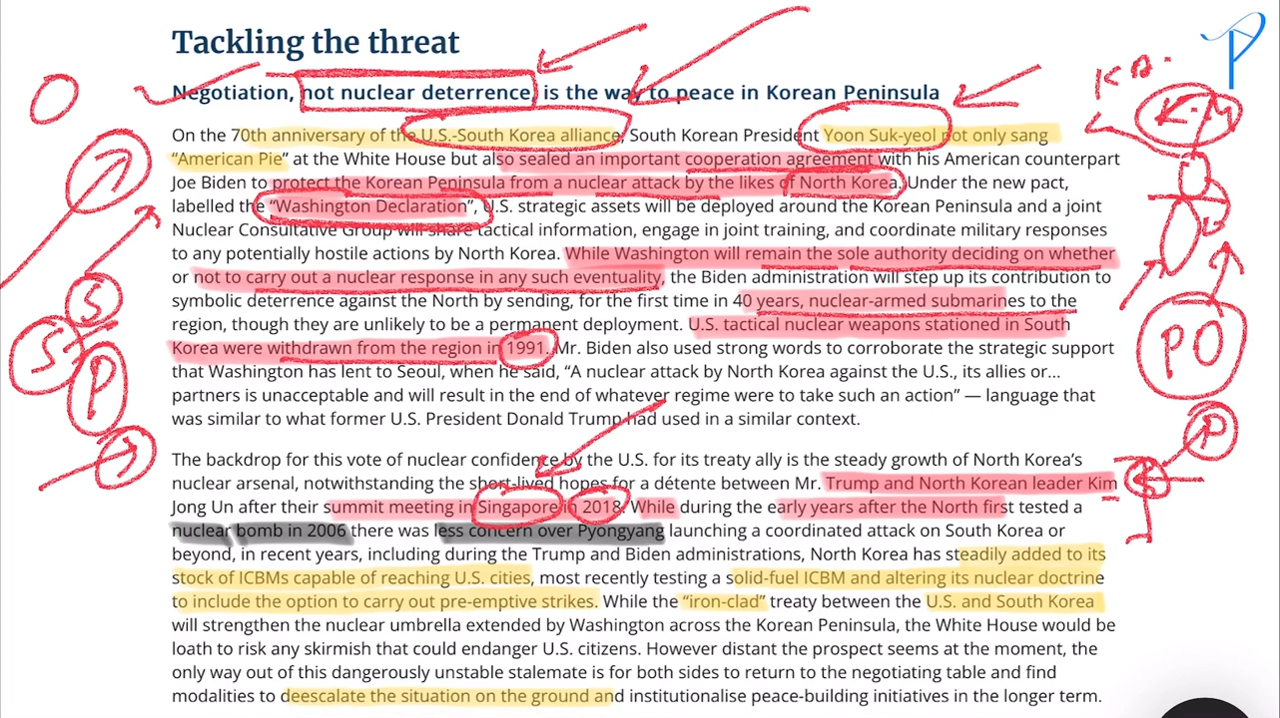 Tackling the threat
Negotiation, not nuclear deterrence, is the way to peace in Korean Peninsula
On the 70th anniversary of the U.S.-South Korea alliance, South Korean President Yoon Suk-yeol not only sang
“American Pie” at the White House but also sealed an important cooperation agreement with his American counterpart
Joe Biden to protect the Korean Peninsula from a nuclear attack by the likes of North Korea. Under the new pact,
labelled the “Washington Declaration”, U.S. strategic assets will be deployed around the Korean Peninsula and a joint
Nuclear Consultative Group will share tactical information, engage in joint training, and coordinate military responses
to any potentially hostile actions by North Korea. While Washington will remain the sole authority deciding on whether
or not to carry out a nuclear response in any such eventuality, the Biden administration will step up its contribution to
symbolic deterrence against the North by sending, for the first time in 40 years, nuclear-armed submarines to the
region, though they are unlikely to be a permanent deployment. U.S. tactical nuclear weapons stationed in South
Korea were withdrawn from the region in 1991. Mr. Biden also used strong words to corroborate the strategic support
that Washington has lent to Seoul, when he said, “A nuclear attack by North Korea against the U.S., its allies or…
partners is unacceptable and will result in the end of whatever regime were to take such an action” — language that
was similar to what former U.S. President Donald Trump had used in a similar context.
The backdrop for this vote of nuclear confidence by the U.S. for its treaty ally is the steady growth of North Korea’s
nuclear arsenal, notwithstanding the short-lived hopes for a détente between Mr. Trump and North Korean leader Kim
Jong Un after their summit meeting in Singapore in 2018. While during the early years after the North first tested a
nuclear bomb in 2006 there was less concern over Pyongyang launching a coordinated attack on South Korea or
beyond, in recent years, including during the Trump and Biden administrations, North Korea has steadily added to its
stock of ICBMs capable of reaching U.S. cities, most recently testing a solid-fuel ICBM and altering its nuclear doctrine
to include the option to carry out pre-emptive strikes. While the “iron-clad” treaty between the U.S. and South Korea
will strengthen the nuclear umbrella extended by Washington across the Korean Peninsula, the White House would be
loath to risk any skirmish that could endanger U.S. citizens. However distant the prospect seems at the moment, the
only way out of this dangerously unstable stalemate is for both sides to return to the negotiating table and find
modalities to deescalate the situation on the ground and institutionalise peace-building initiatives in the longer term.
S
S
P
PO
P